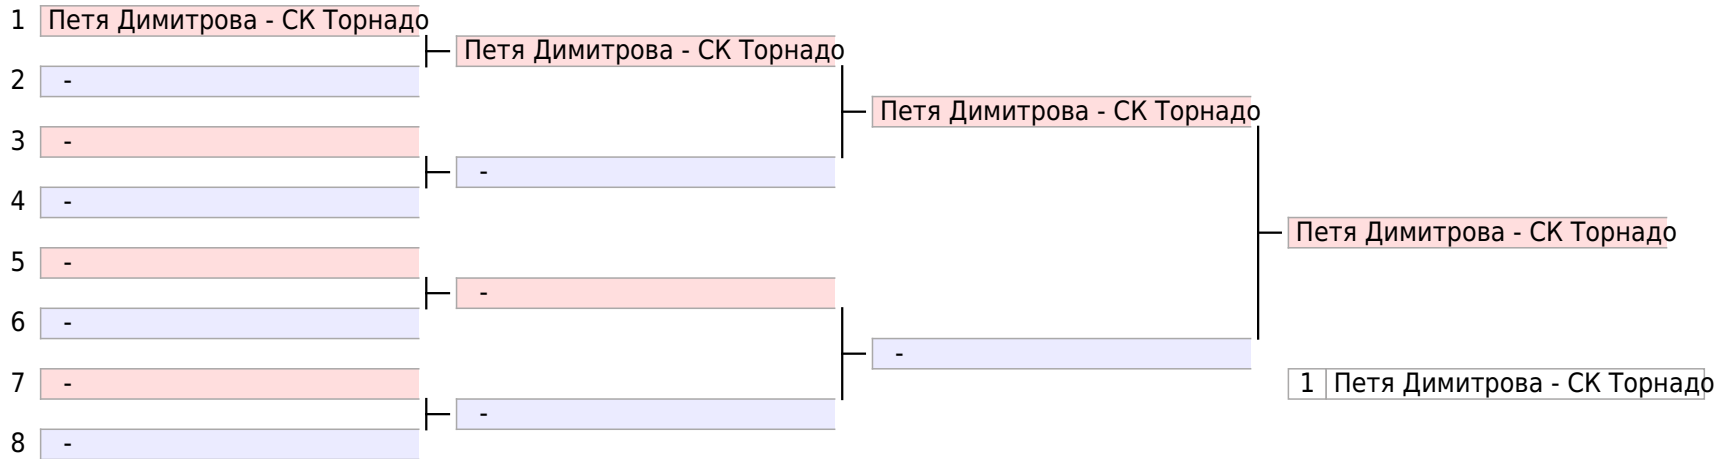 1 Петя Димитрова - СК Торнадо
Петя Димитрова - СК Торнадо
2 -
Петя Димитрова - СК Торнадо
3 -
-
4 -
Петя Димитрова - СК Торнадо
5 -
-
6 -
-
7 -
1 Петя Димитрова - СК Торнадо
-
8 -